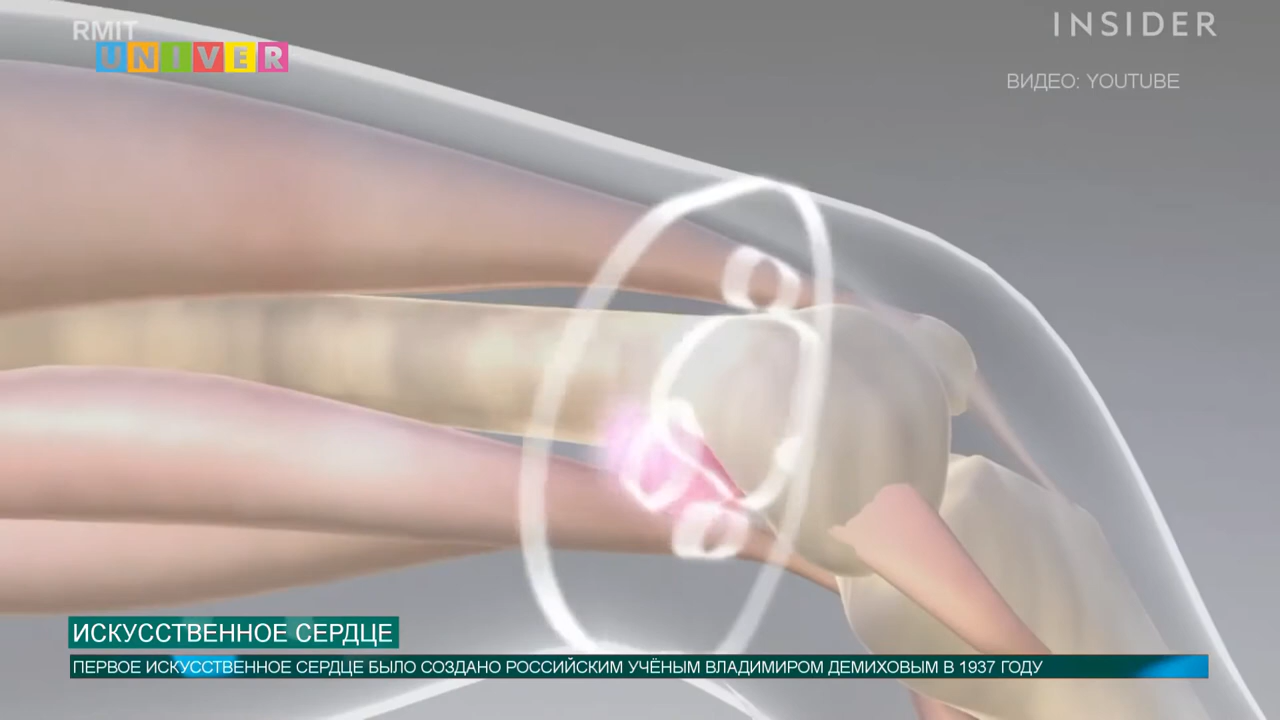 RMIT
UNIVER
INSIDER
ВИДЕО: YOUTUBE
ИСКУССТВЕННОЕ СЕРДЦЕ
ПЕРВОЕ ИСКУССТВЕННОЕ СЕРДЦЕ БЫЛО СОЗДАНО РОССИЙСКИМ УЧЁНЫМ ВЛАДИМИРОМ ДЕМИХОВЫМ В 1937 ГОДУ